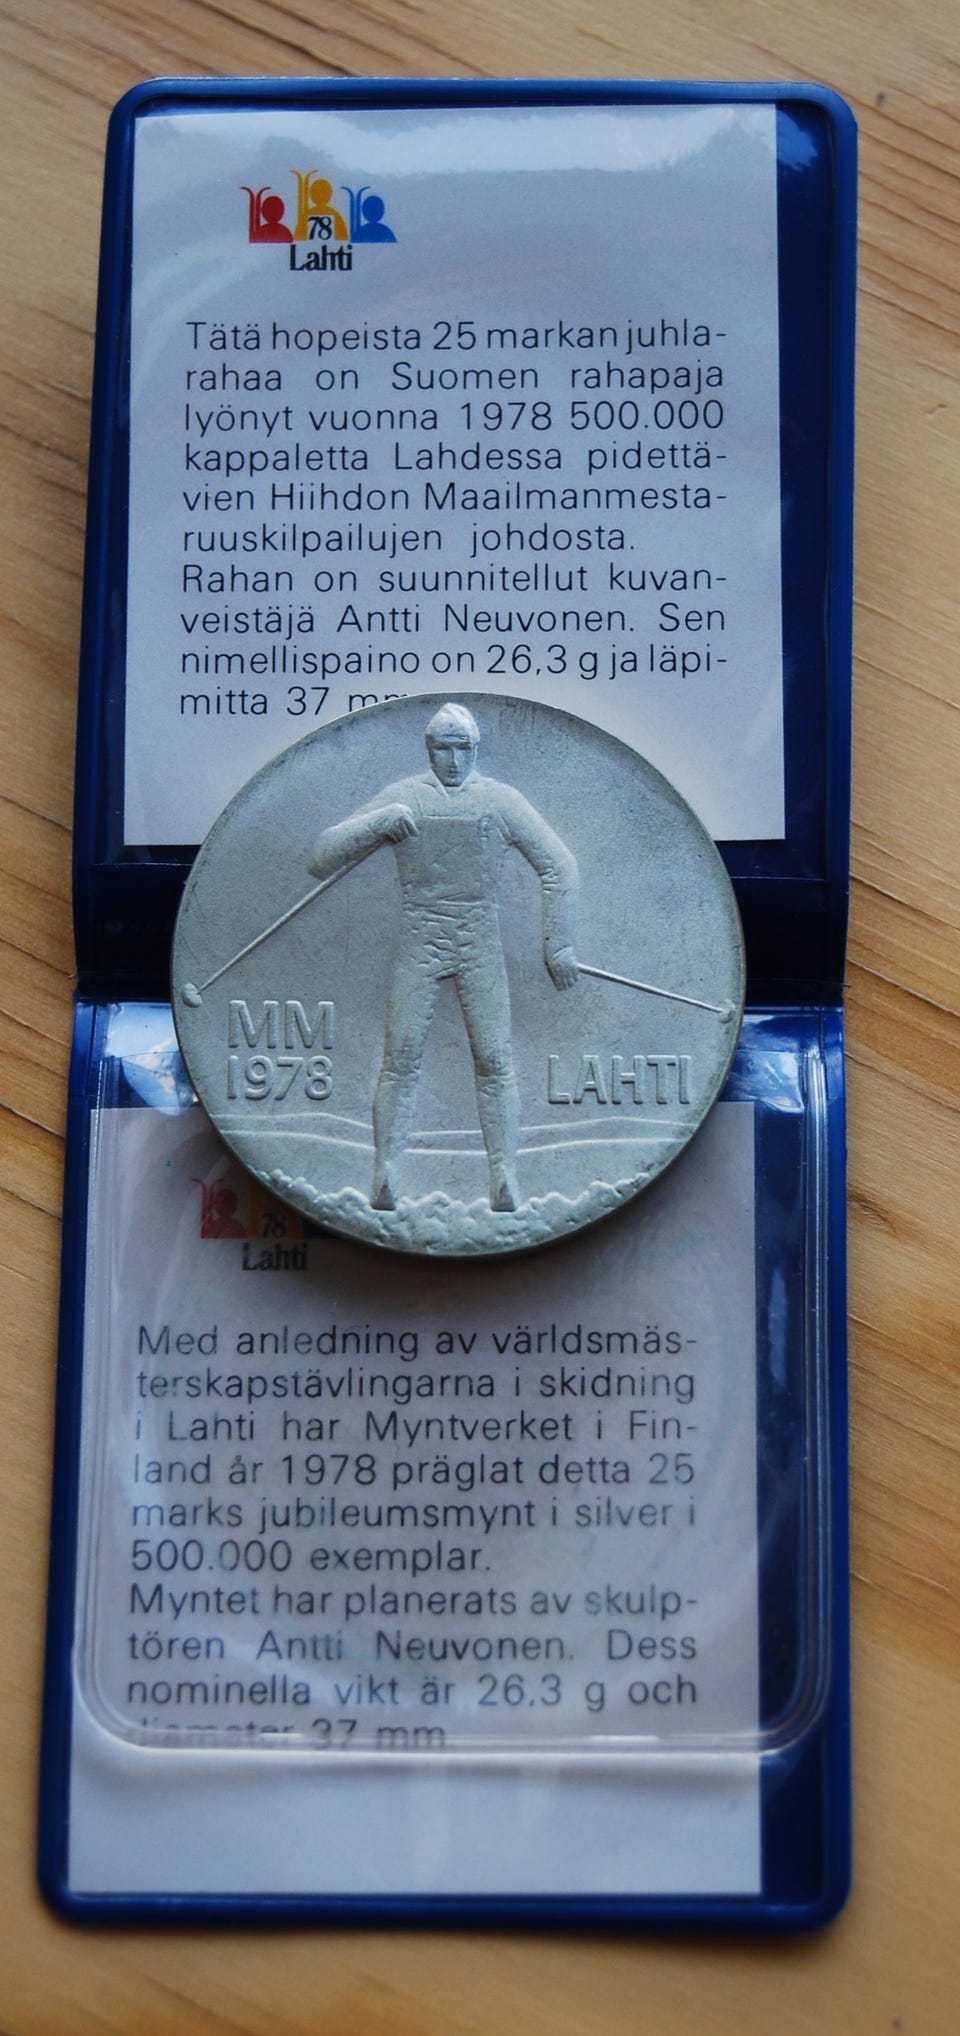 78
Lahti
Tätä hopeista 25 markan juhla-
rahaa on Suomen rahapaja
lyönyt vuonna 1978 500.000
kappaletta Lahdessa pidettä-
vien Hiihdon Maailmanmesta-
ruuskilpailujen johdosta.
Rahan on suunnitellut kuvan-
veistäjä Antti Neuvonen. Sen
nimellispaino on 26,3 g ja läpi-
mitta 37 mm
MM
1978
LAHTI
78
Lahti
Med anledning av världsmäs-
terskapstävlingarna i skidning
i Lahti har Myntverket i Fin-
land år 1978 präglat detta 25
marks jubileumsmynt i silver i
500.000 exemplar.
Myntet har planerats av skulp-
tören Antti Neuvonen. Dess
nominella vikt är 26,3 g och
diameter 37 mm.